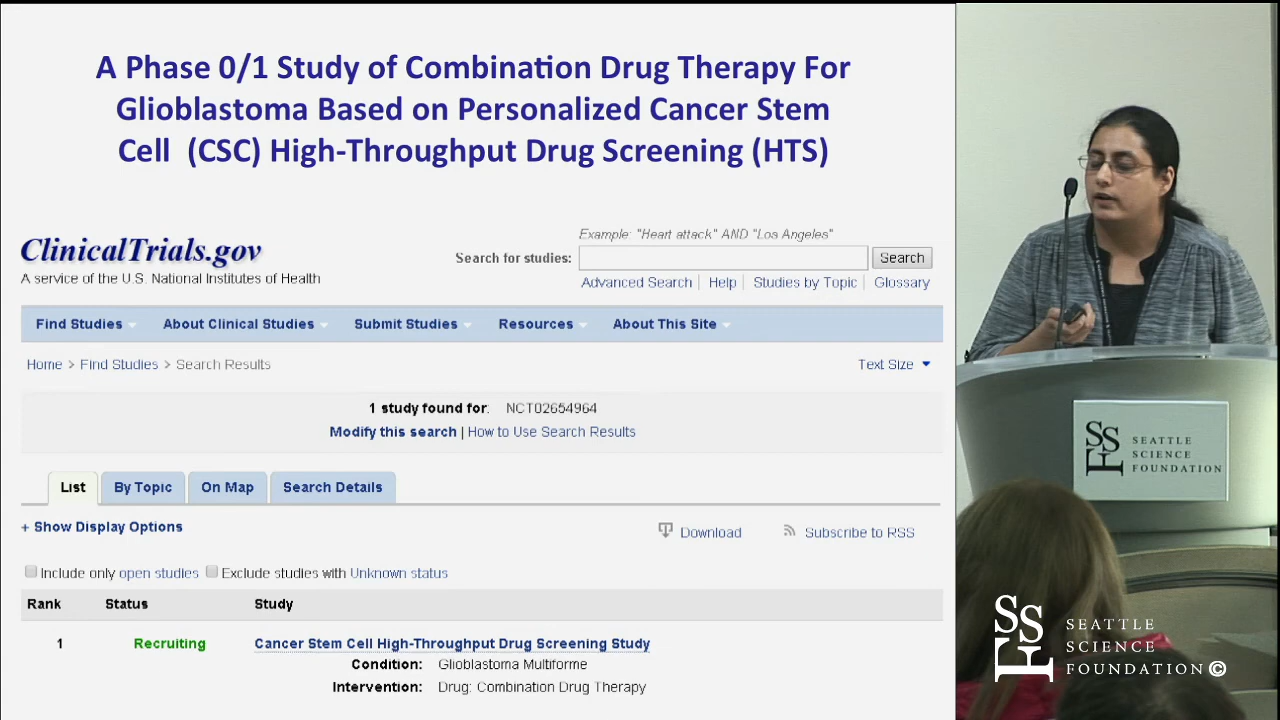 A Phase 0/1 Study of Combination Drug Therapy For
Glioblastoma Based on Personalized Cancer Stem
Cell (CSC) High-Throughput Drug Screening (HTS)
ClinicalTrials.gov
A service of the U.S. National Institutes of Health
Example: "Heart attack" AND "Los Angeles"
Search for studies:
Search
Advanced Search | Help | Studies by Topic | Glossary
Find Studies
About Clinical Studies
Submit Studies
Resources
About This Site
Home > Find Studies > Search Results
Text Size
1 study found for: NCT02654964
Modify this search | How to Use Search Results
List
By Topic
On Map
Search Details
+ Show Display Options
Download
Subscribe to RSS
Include only open studies
Exclude studies with Unknown status
Rank Status Study
1 Recruiting Cancer Stem Cell High-Throughput Drug Screening Study
Condition: Glioblastoma Multiforme
Intervention: Drug: Combination Drug Therapy
SSF
SEATTLE
SCIENCE
FOUNDATION
SSF
SEATTLE
SCIENCE
FOUNDATION©